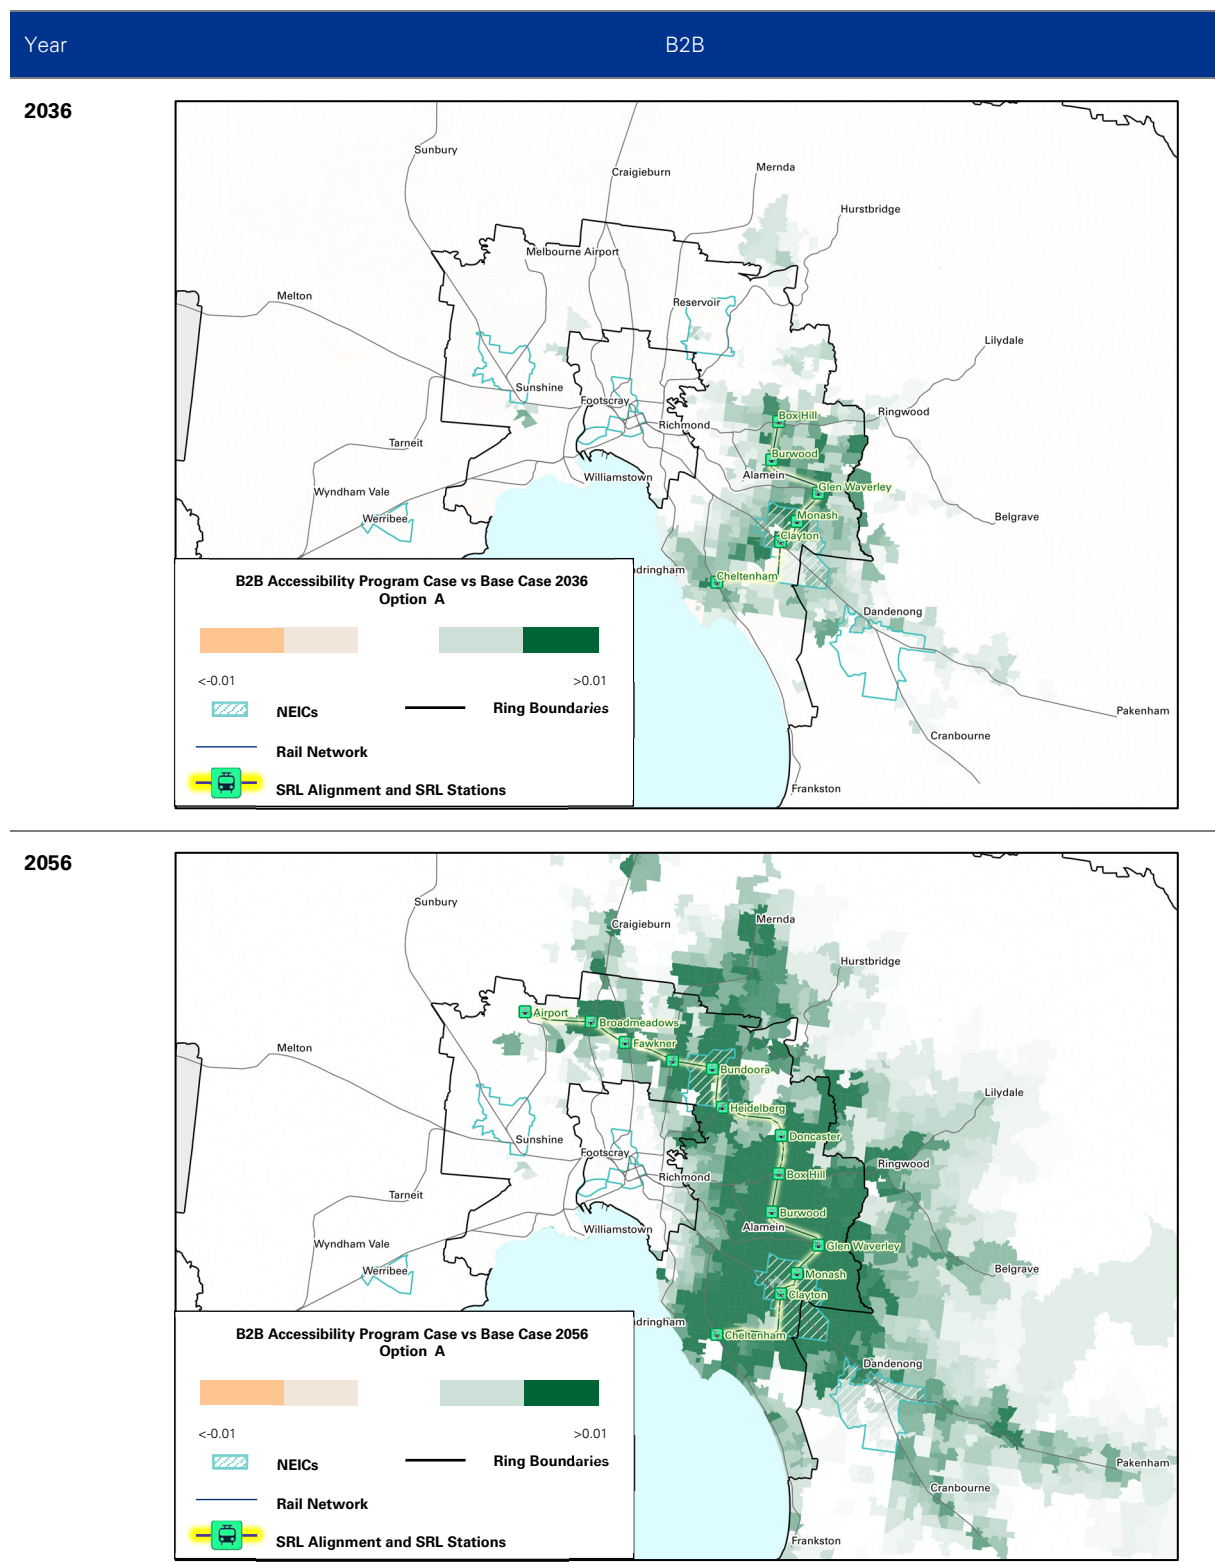 Year
B2B
2036
Sunbury
Craigieburn
Mernda
Hurstbridge
Melbourne Airport
Melton
Reservoir
Lilydale
Sunshine
Footscray
Box Hill
Ringwood
Richmond
Tarneit
Burwood
Alamein
Williamstown
Glen Waverley
Wyndham Vale
Monash
Belgrave
Werribee
Clayton
ndringham
Cheltenham
Dandenong
Pakenham
Cranbourne
Frankston
B2B Accessibility Program Case vs Base Case 2036
Option A
<-0.01
>0.01
NEICs
Ring Boundaries
Rail Network
SRL Alignment and SRL Stations
2056
Sunbury
Craigieburn
Mernda
Hurstbridge
Airport
Broadmeadows
Fawkner
Melton
Bundoora
Lilydale
Heidelberg
Doncaster
Sunshine
Footscray
Ringwood
Box Hill
Richmond
Tarneit
Burwood
Alamein
Williamstown
Glen Waverley
Wyndham Vale
Monash
Belgrave
Werribee
Clayton
ndringham
Cheltenham
Dandenong
Pakenham
Cranbourne
Frankston
B2B Accessibility Program Case vs Base Case 2056
Option A
<-0.01
>0.01
NEICs
Ring Boundaries
Rail Network
SRL Alignment and SRL Stations